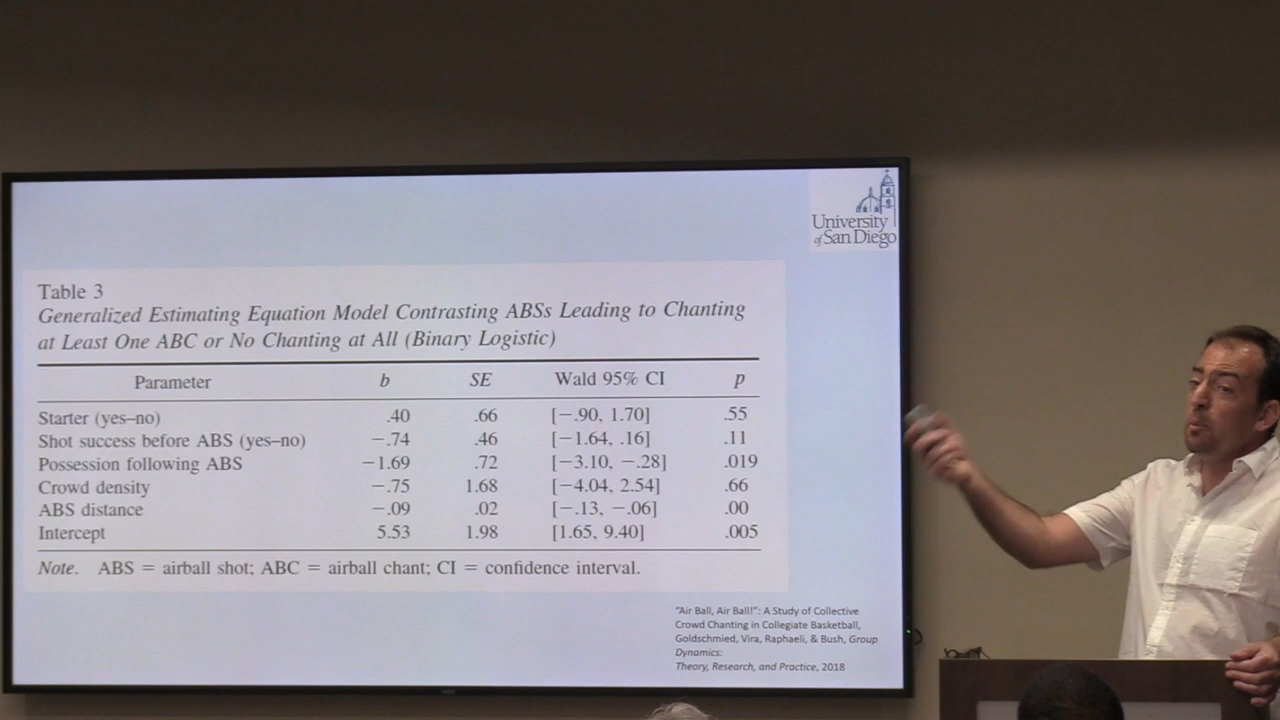 University
of San Diego
Table 3
Generalized Estimating Equation Model Contrasting ABSs Leading to Chanting
at Least One ABC or No Chanting at All (Binary Logistic)
Parameter b SE Wald 95% CI p
Starter (yes–no) .40 .66 [−.90, 1.70] .55
Shot success before ABS (yes–no) −.74 .46 [−1.64, .16] .11
Possession following ABS −1.69 .72 [−3.10, −.28] .019
Crowd density −.75 1.68 [−4.04, 2.54] .66
ABS distance −.09 .02 [−.13, −.06] .00
Intercept 5.53 1.98 [1.65, 9.40] .005
Note. ABS = airball shot; ABC = airball chant; CI = confidence interval.
"Air Ball, Air Ball!": A Study of Collective
Crowd Chanting in Collegiate Basketball,
Goldschmied, Vira, Raphaeli, & Bush, Group
Dynamics:
Theory, Research, and Practice, 2018